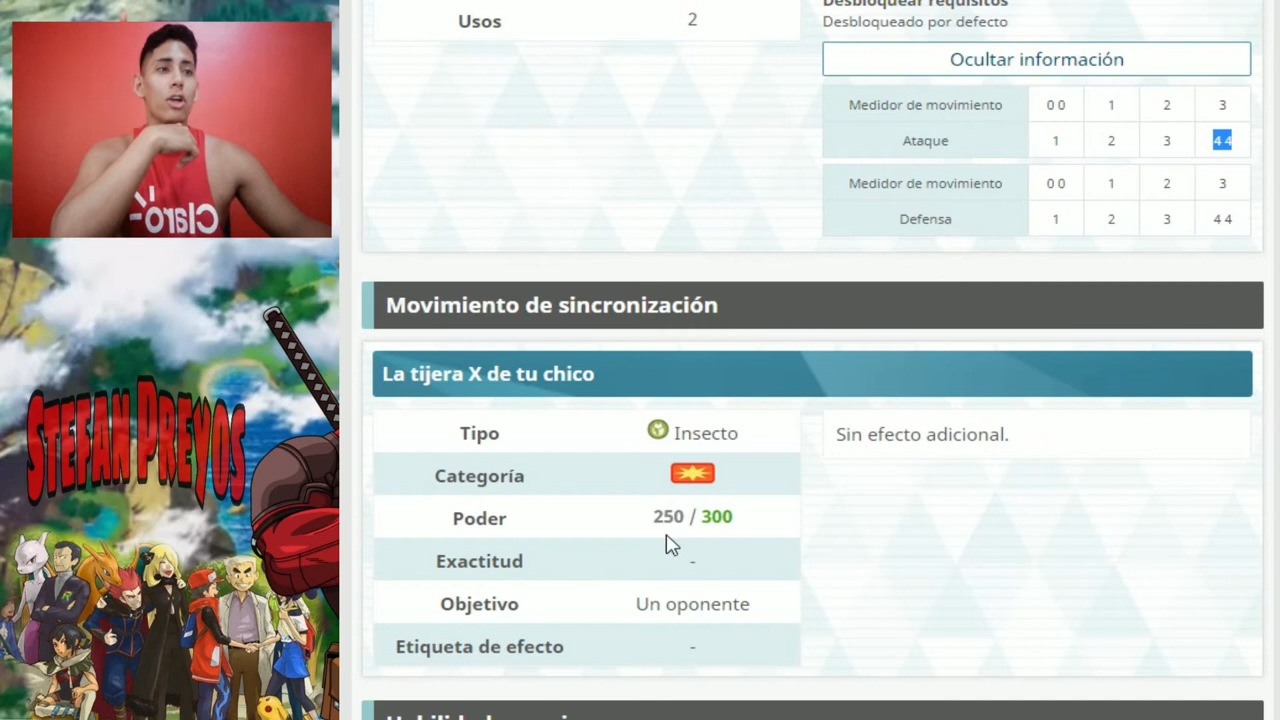 Desbloquear requisitos
Usos 2
Desbloqueado por defecto
Ocultar información
Medidor de movimiento 0 0 1 2 3
Ataque 1 2 3 4 4
Medidor de movimiento 0 0 1 2 3
Defensa 1 2 3 4 4
Claro-
Movimiento de sincronización
La tijera X de tu chico
Tipo Insecto
Sin efecto adicional.
Categoría
Poder 250 / 300
Exactitud -
Objetivo Un oponente
Etiqueta de efecto -
STEFAN PREYOS